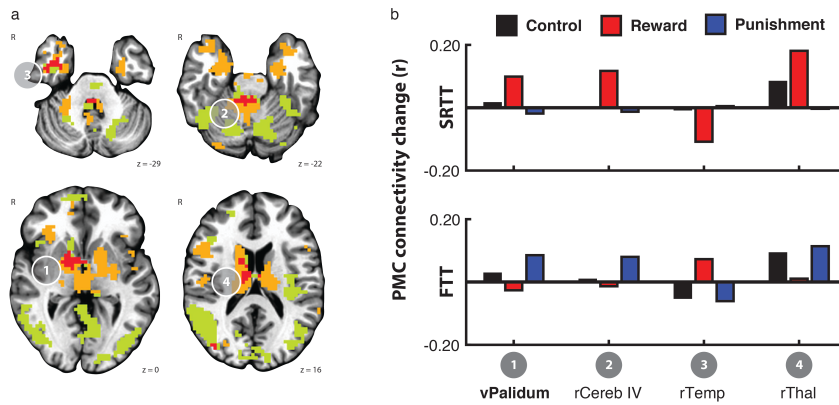 a
R
3
z = -29
R
2
z = -22
R
1
z = 0
R
4
z = 16
b
Control Reward Punishment
PMC connectivity change (r)
SRTT
0.20
-0.20
FTT
0.20
-0.20
1 2 3 4
vPalidum rCereb IV rTemp rThal